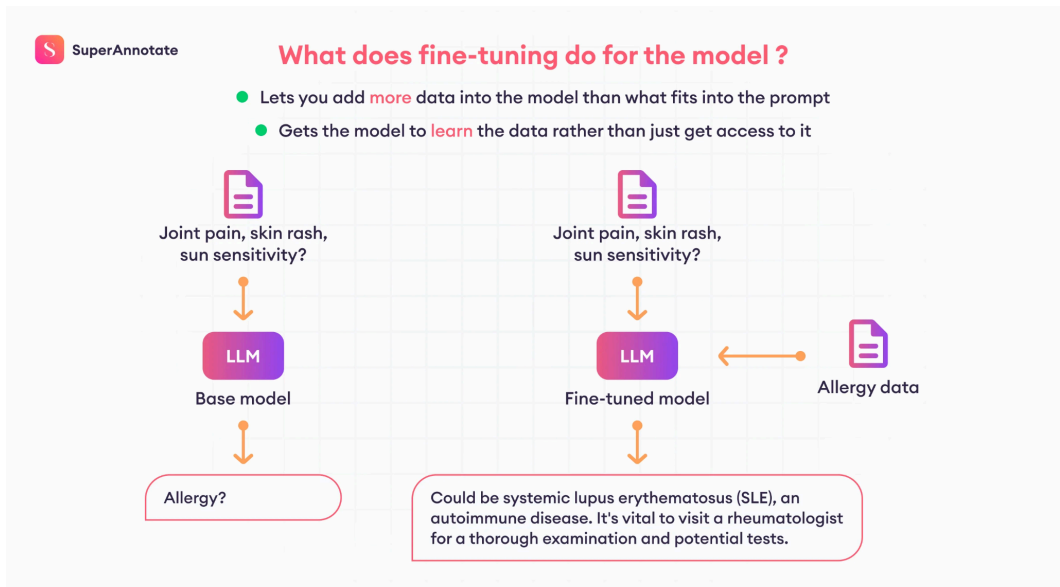 SuperAnnotate
What does fine-tuning do for the model ?
Lets you add more data into the model than what fits into the prompt
Gets the model to learn the data rather than just get access to it
Joint pain, skin rash,
sun sensitivity?
LLM
Base model
Allergy?
Joint pain, skin rash,
sun sensitivity?
LLM
Fine-tuned model
Allergy data
Could be systemic lupus erythematosus (SLE), an
autoimmune disease. It's vital to visit a rheumatologist
for a thorough examination and potential tests.